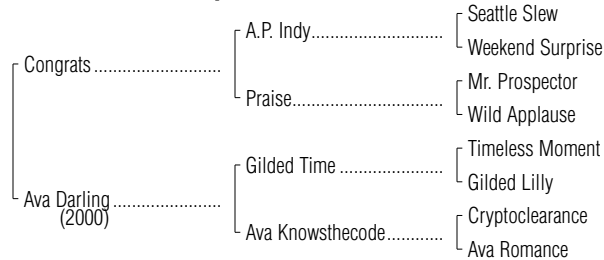 Seattle Slew
A.P. Indy
Weekend Surprise
Congrats
Mr. Prospector
Praise
Wild Applause
Timeless Moment
Gilded Time
Gilded Lilly
Ava Darling
(2000)
Cryptoclearance
Ava Knowsthecode
Ava Romance